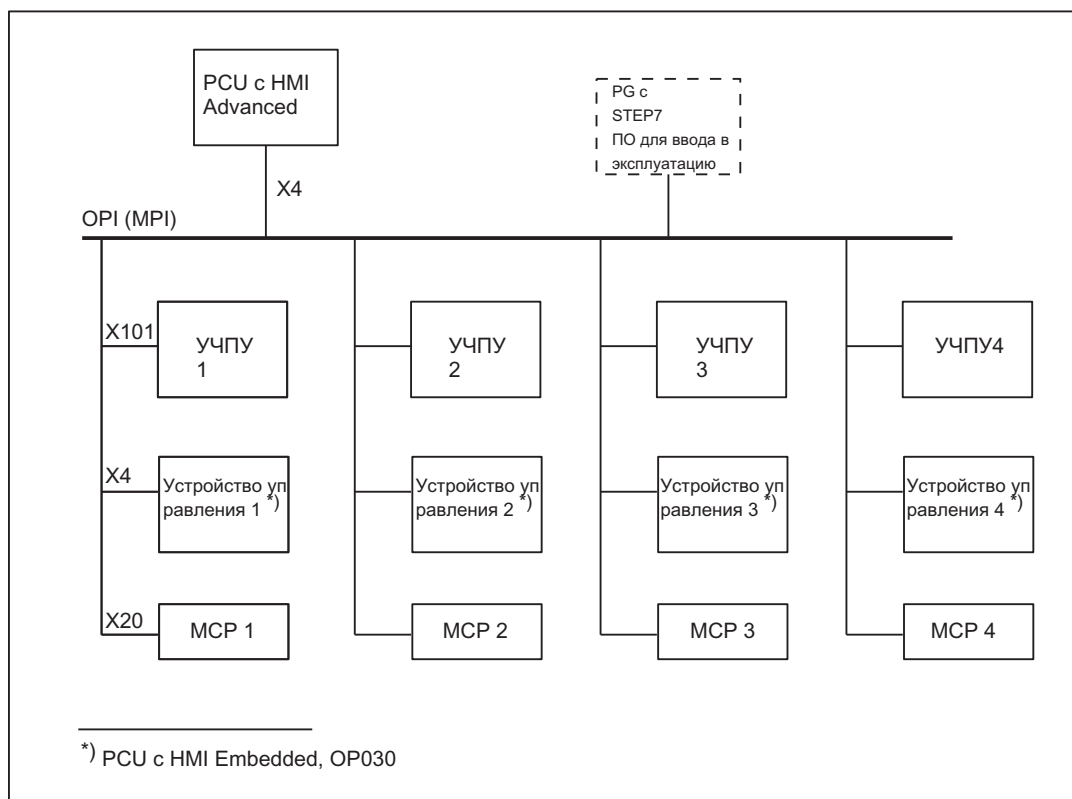 PCU с HMI
Advanced
PG с
STEP7
ПО для ввода в
эксплуатацию
X4
OPI (MPI)
X101
УЧПУ
1
УЧПУ
2
УЧПУ
3
УЧПУ4
X4
Устройство уп
равления 1 *)
Устройство уп
равления 2 *)
Устройство уп
равления 3 *)
Устройство уп
равления 4 *)
X20
MCP 1
MCP 2
MCP 3
MCP 4
*) PCU с HMI Embedded, OP030